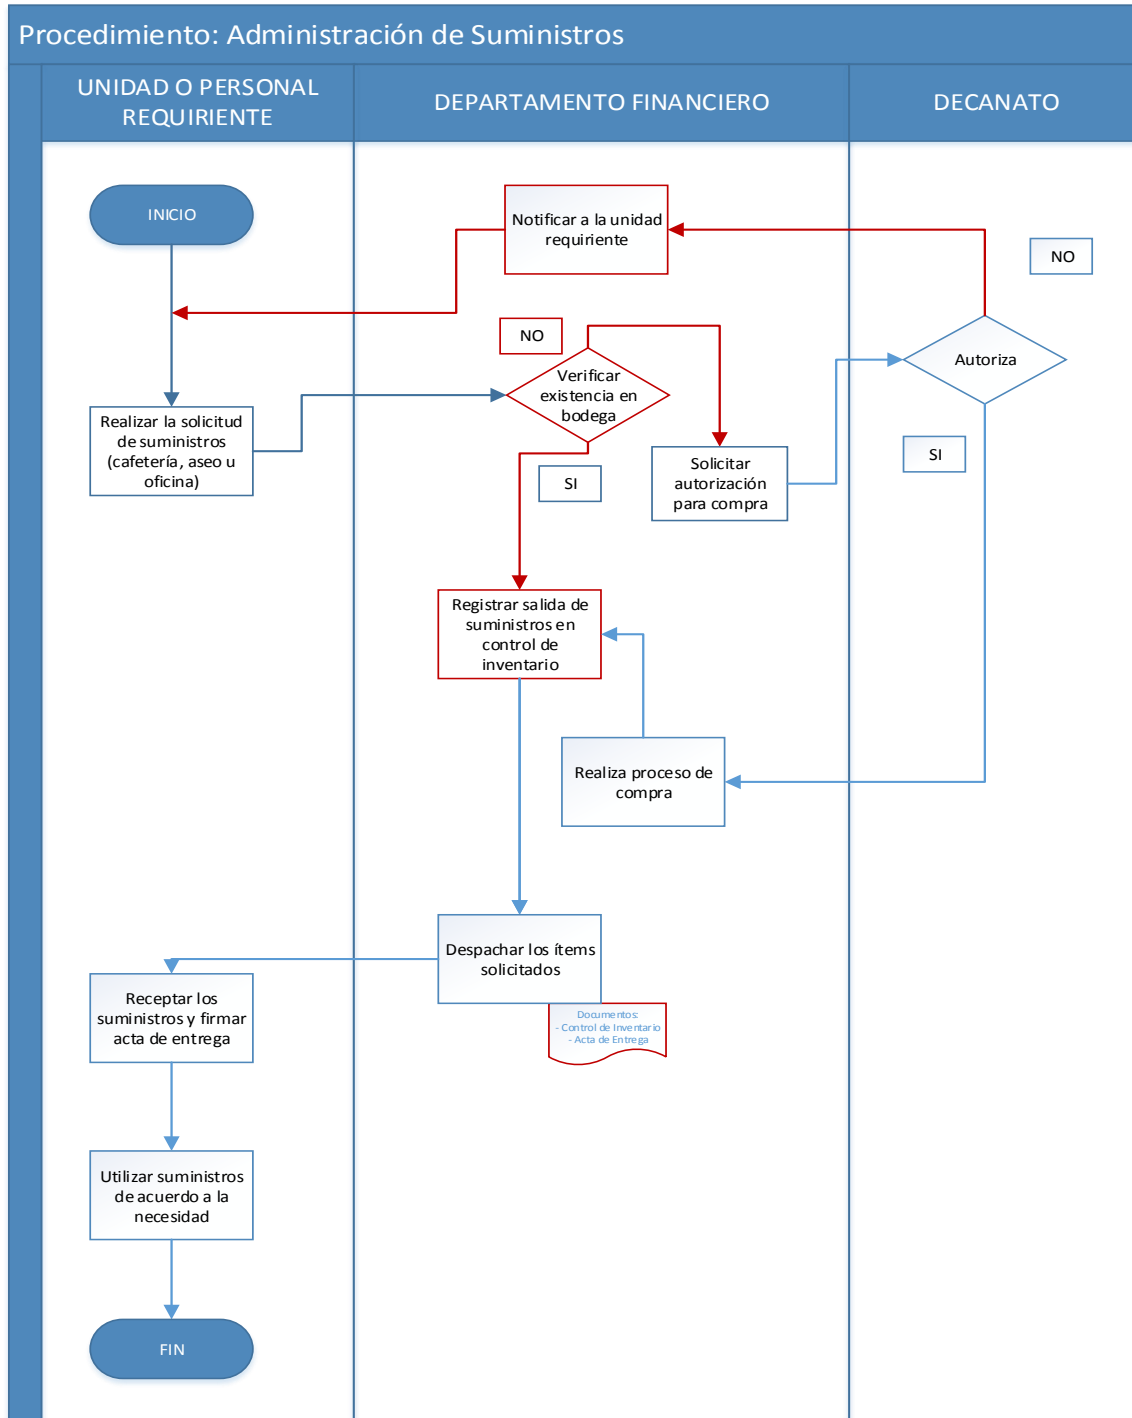 Procedimiento: Administración de Suministros
UNIDAD O PERSONAL
REQUIRIENTE
DEPARTAMENTO FINANCIERO
DECANATO
INICIO
Notificar a la unidad
requiriente
NO
NO
Verificar
existencia en
bodega
Autoriza
Realizar la solicitud
de suministros
(cafetería, aseo u
oficina)
SI
Solicitar
autorización
para compra
SI
Registrar salida de
suministros en
control de
inventario
Realiza proceso de
compra
Despachar los ítems
solicitados
Documentos:
- Control de Inventario
- Acta de Entrega
Receptar los
suministros y firmar
acta de entrega
Utilizar suministros
de acuerdo a la
necesidad
FIN